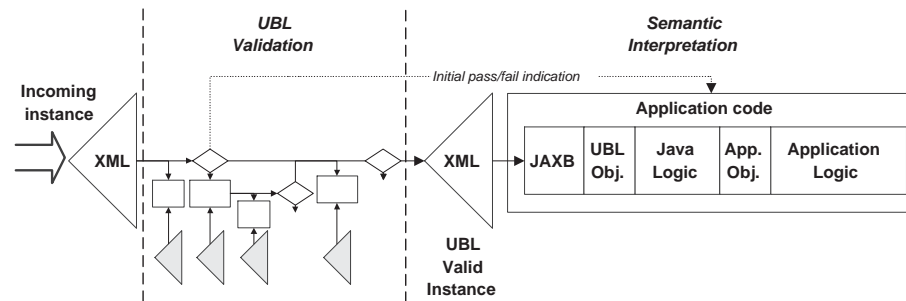 UBL
Validation
Semantic
Interpretation
Initial pass/fail indication
Incoming
instance
Application code
XML
XML
JAXB
UBL
Obj.
Java
Logic
App.
Obj.
Application
Logic
UBL
Valid
Instance